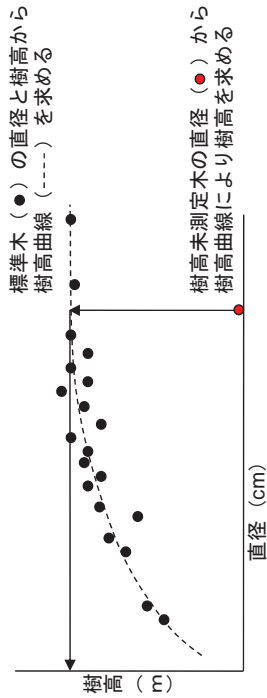 標準木（●）の直径と樹高から
樹高曲線（----）を求める
樹高未測定木の直径（●）から
樹高曲線により樹高を求める
樹高（m）
直径（cm）